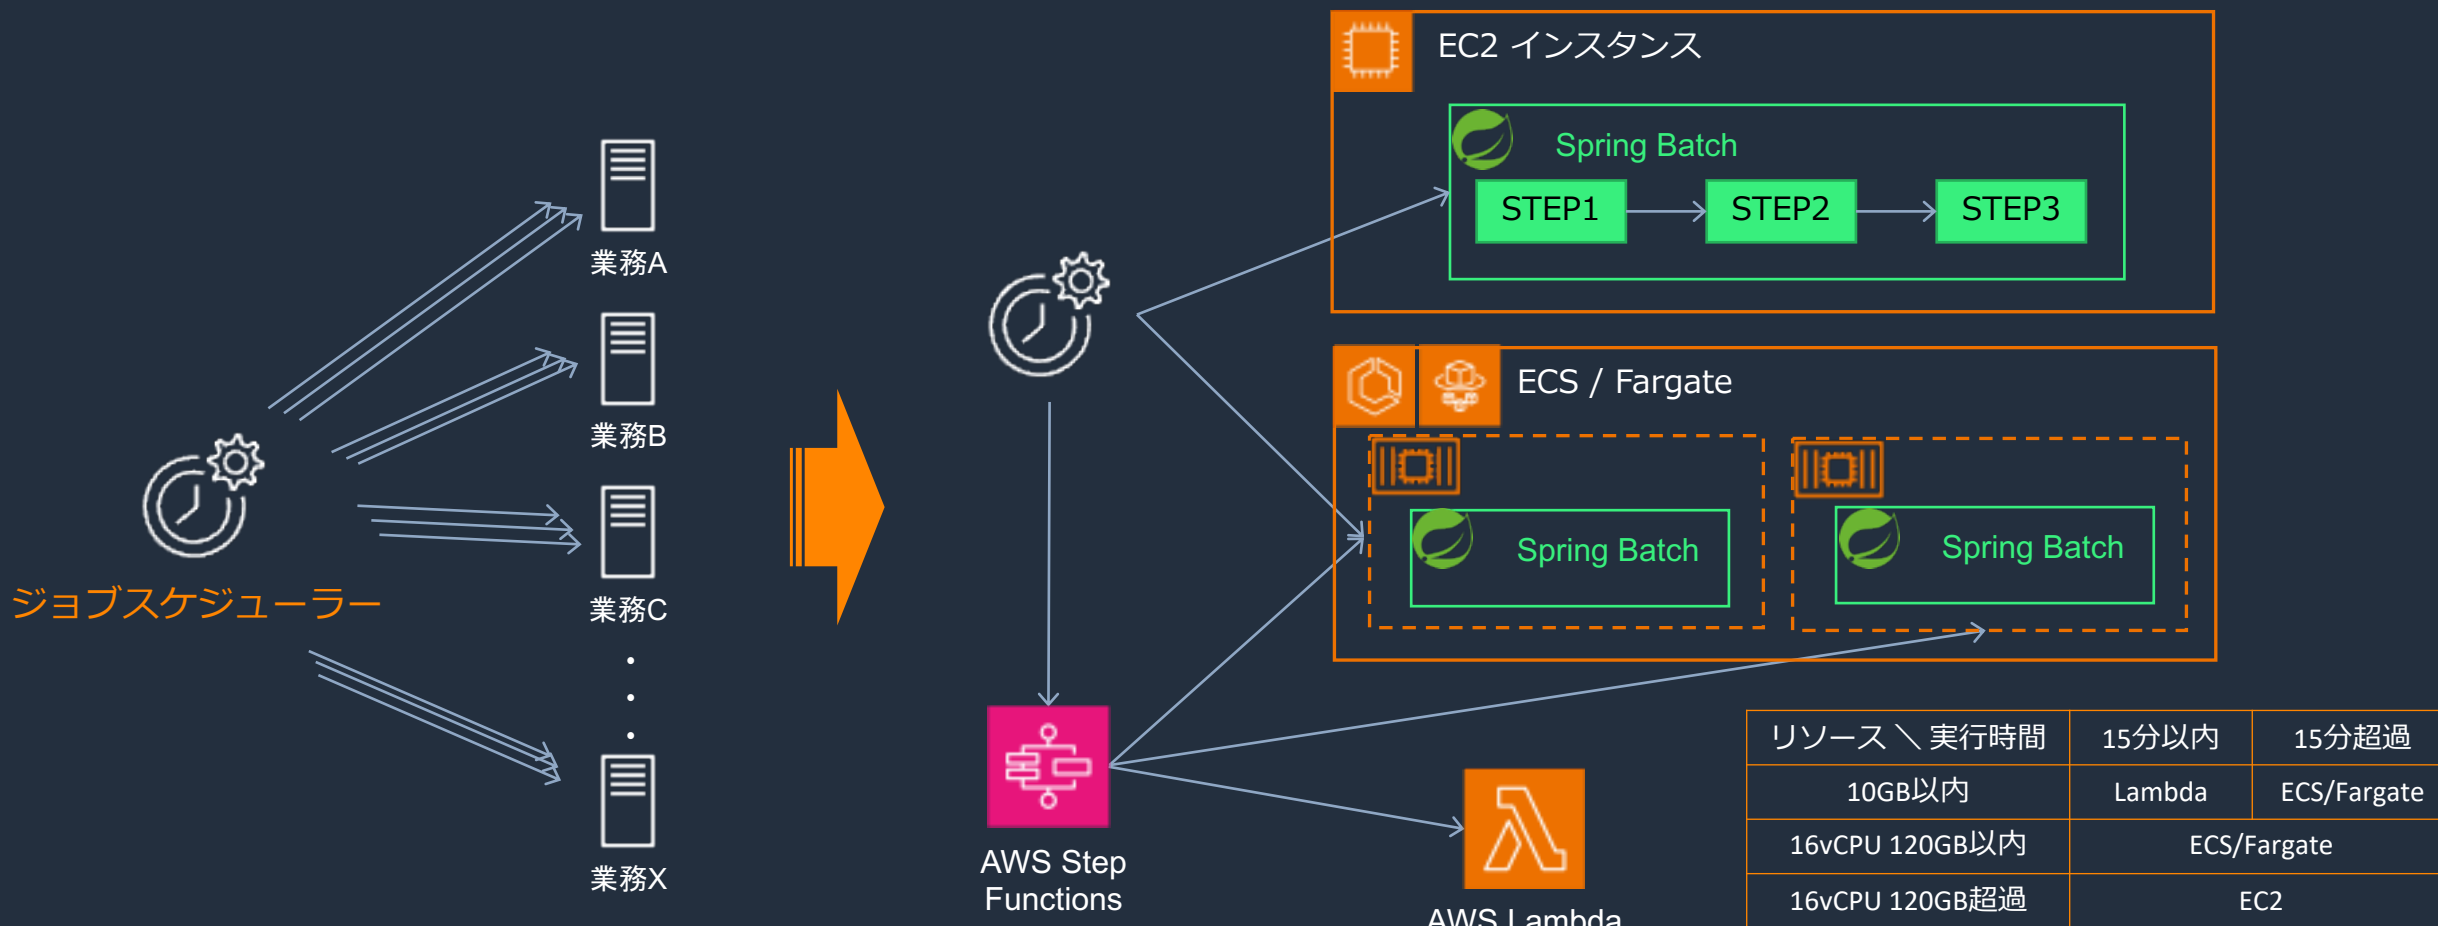 業務A
業務B
ジョブスケジューラー
業務C
・
・
・
業務X
EC2 インスタンス
Spring Batch
STEP1
STEP2
STEP3
ECS / Fargate
Spring Batch
Spring Batch
AWS Step
Functions
AWS Lambda
リソース ＼ 実行時間 15分以内 15分超過
10GB以内 Lambda ECS/Fargate
16vCPU 120GB以内 ECS/Fargate
16vCPU 120GB超過 EC2